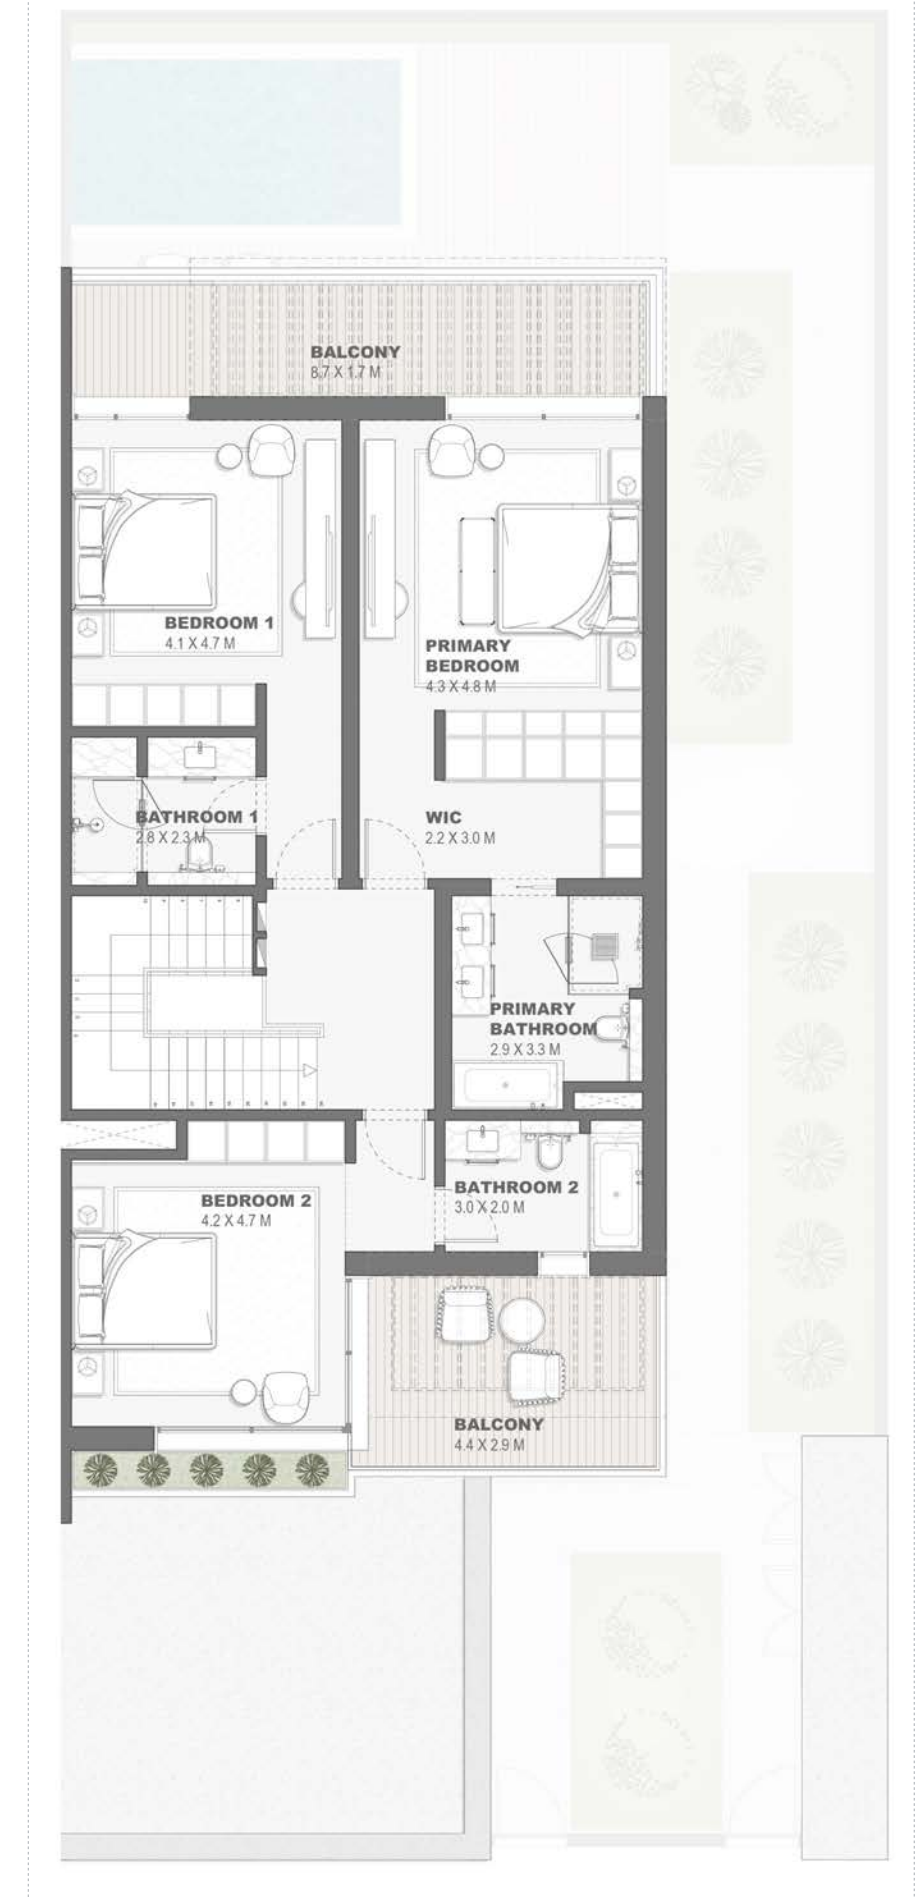 BALCONY
8.7 X 1.7 M
BEDROOM 1
4.1 X 4.7 M
PRIMARY
BEDROOM
4.3 X 4.8 M
BATHROOM 1
2.8 X 2.3 M
WIC
2.2 X 3.0 M
PRIMARY
BATHROOM
2.9 X 3.3 M
BATHROOM 2
3.0 X 2.0 M
BEDROOM 2
4.2 X 4.7 M
BALCONY
4.4 X 2.9 M